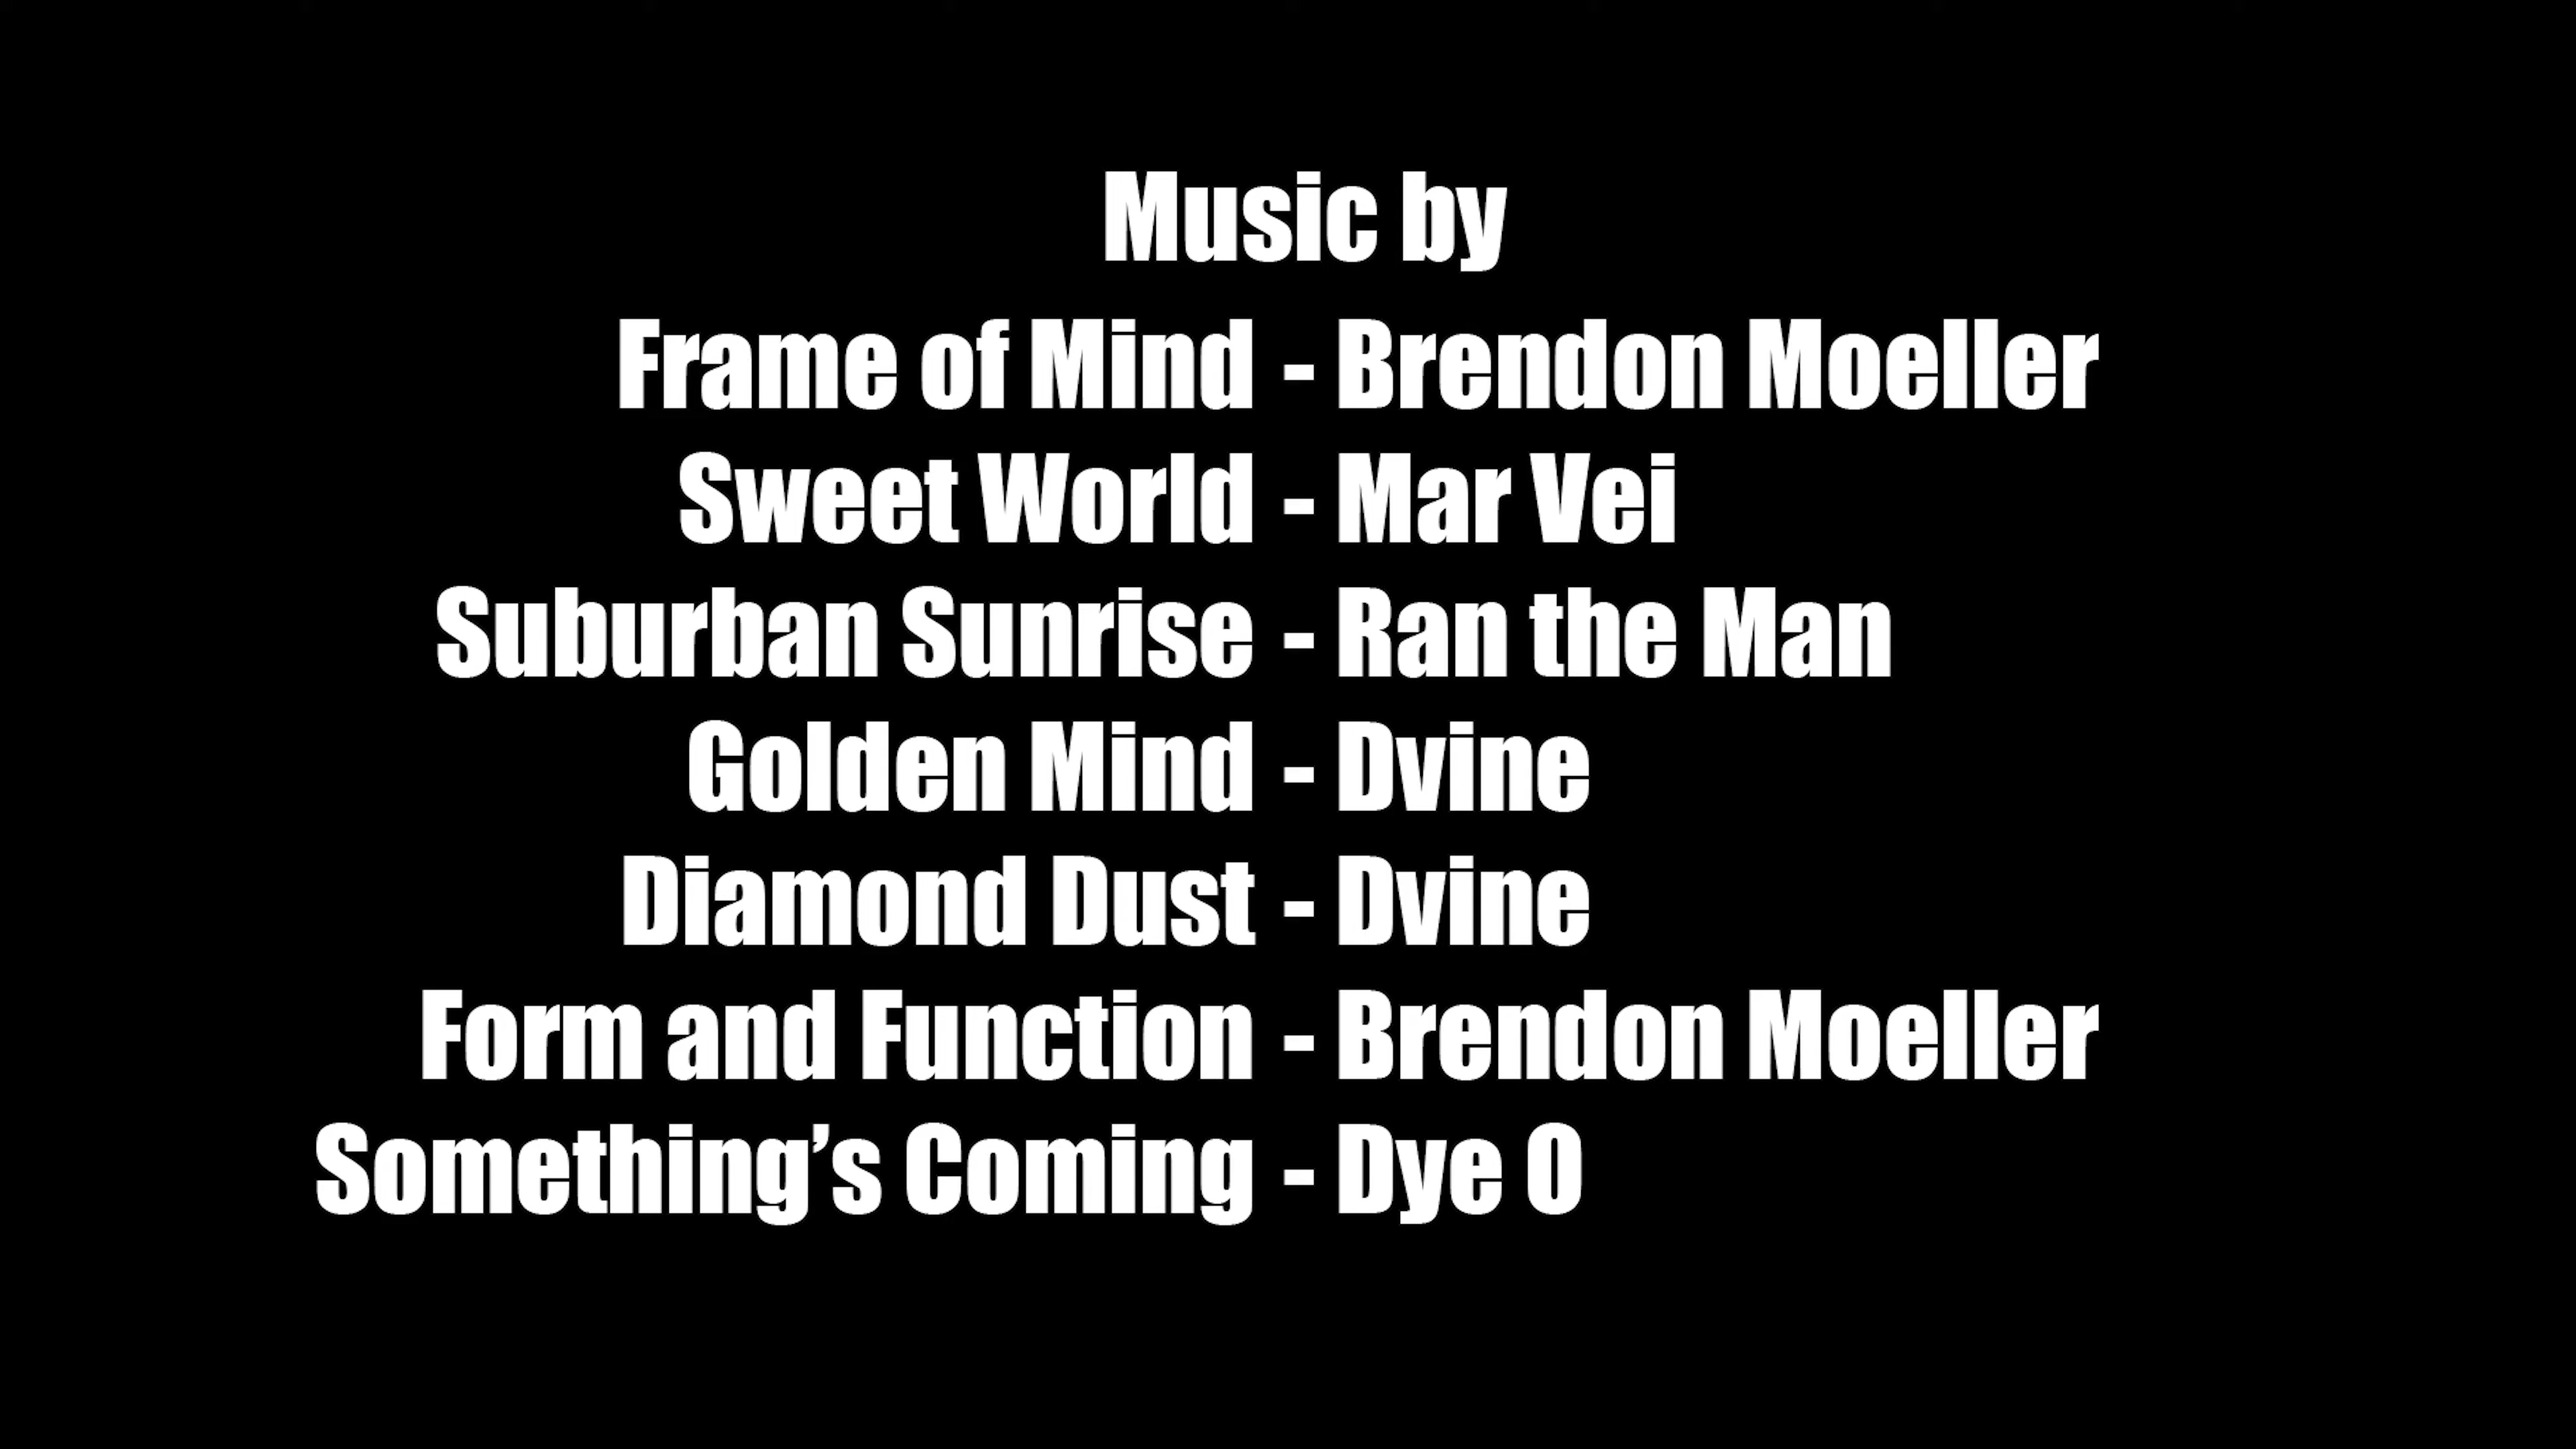 Music by
Frame of Mind - Brendon Moeller
Sweet World - Mar Vei
Suburban Sunrise - Ran the Man
Golden Mind - Dvine
Diamond Dust - Dvine
Form and Function - Brendon Moeller
Something’s Coming - Dye O